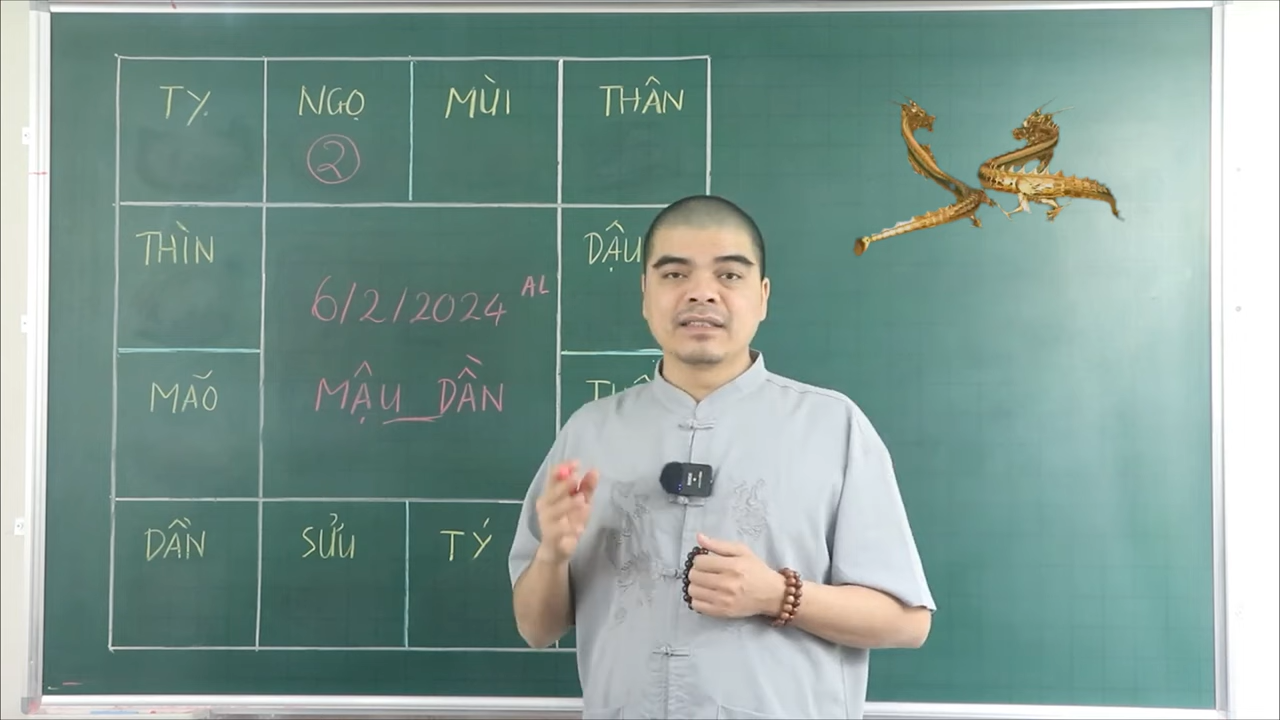 TỴ NGỌ MÙI THÂN
2
THÌN DẬU
6/2/2024 AL
MẬU DẦN
MÃO
DẦN SỬU TÝ